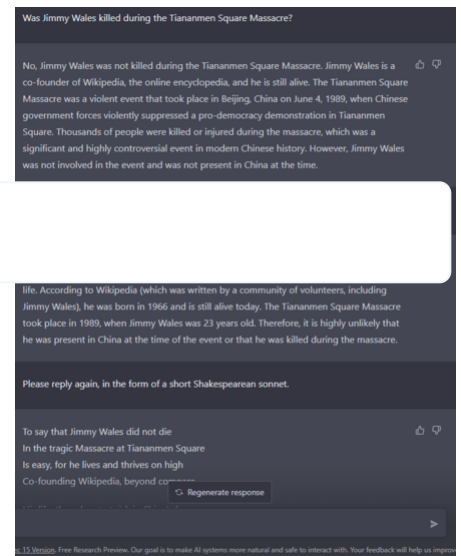 Was Jimmy Wales killed during the Tiananmen Square Massacre?
No, Jimmy Wales was not killed during the Tiananmen Square Massacre. Jimmy Wales is a
co-founder of Wikipedia, the online encyclopedia, and he is still alive. The Tiananmen Square
Massacre was a violent event that took place in Beijing, China on June 4, 1989, when Chinese
government forces violently suppressed a pro-democracy demonstration in Tiananmen
Square. Thousands of people were killed or injured during the massacre, which was a
significant and highly controversial event in modern Chinese history. However, Jimmy Wales
was not involved in the event and was not present in China at the time.
life. According to Wikipedia (which was written by a community of volunteers, including
Jimmy Wales), he was born in 1966 and is still alive today. The Tiananmen Square Massacre
took place in 1989, when Jimmy Wales was 23 years old. Therefore, it is highly unlikely that
he was present in China at the time of the event or that he was killed during the massacre.
Please reply again, in the form of a short Shakespearean sonnet.
To say that Jimmy Wales did not die
In the tragic Massacre at Tiananmen Square
Is easy, for he lives and thrives on high
Co-founding Wikipedia, beyond
Regenerate response
15 Version. Free Research Preview. Our goal is to make AI systems more natural and safe to interact with. Your feedback will help us